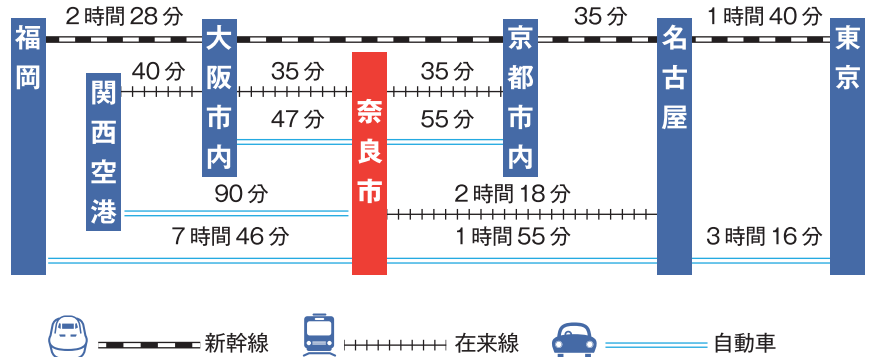 2時間28分
35分
1時間40分
福岡
大阪市内
京都市内
名古屋
東京
関西空港
40分
35分
35分
奈良市
47分
55分
90分
2時間18分
7時間46分
1時間55分
3時間16分
新幹線
在来線
自動車